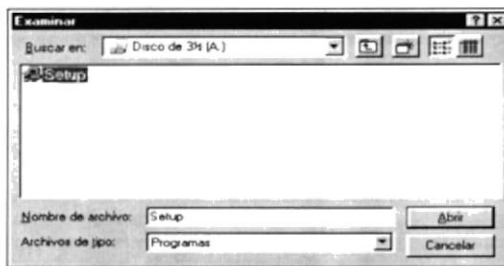 Examinar
Buscar en: Disco de 3½ (A:)
Setup
Nombre de archivo: Setup Abrir
Archivos de tipo: Programas Cancelar